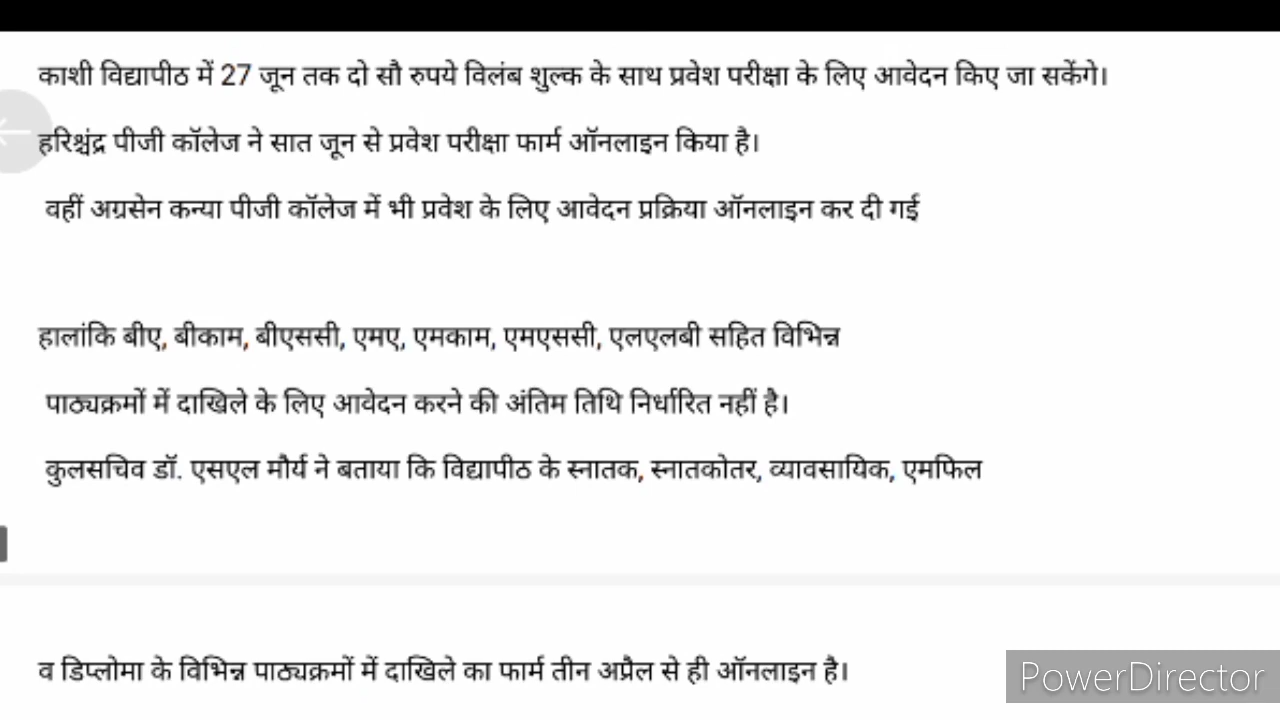 काशी विद्यापीठ में 27 जून तक दो सौ रुपये विलंब शुल्क के साथ प्रवेश परीक्षा के लिए आवेदन किए जा सकेंगे।
हरिश्चंद्र पीजी कॉलेज ने सात जून से प्रवेश परीक्षा फार्म ऑनलाइन किया है।
वहीं अग्रसेन कन्या पीजी कॉलेज में भी प्रवेश के लिए आवेदन प्रक्रिया ऑनलाइन कर दी गई
हालांकि बीए, बीकाम, बीएससी, एमए, एमकाम, एमएससी, एलएलबी सहित विभिन्न
पाठ्यक्रमों में दाखिले के लिए आवेदन करने की अंतिम तिथि निर्धारित नहीं है।
कुलसचिव डॉ. एसएल मौर्य ने बताया कि विद्यापीठ के स्नातक, स्नातकोतर, व्यावसायिक, एमफिल
व डिप्लोमा के विभिन्न पाठ्यक्रमों में दाखिले का फार्म तीन अप्रैल से ही ऑनलाइन है।
PowerDirector